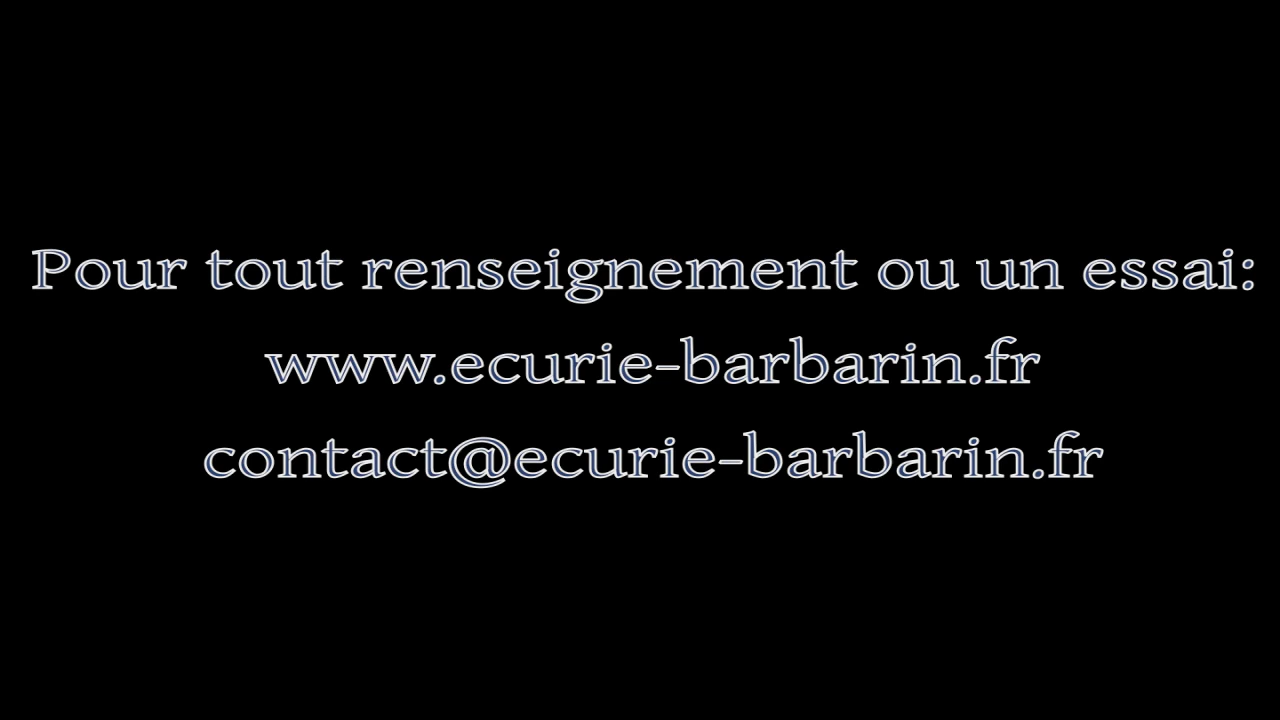 Pour tout renseignement ou un essai:
www.ecurie-barbarin.fr
contact@ecurie-barbarin.fr